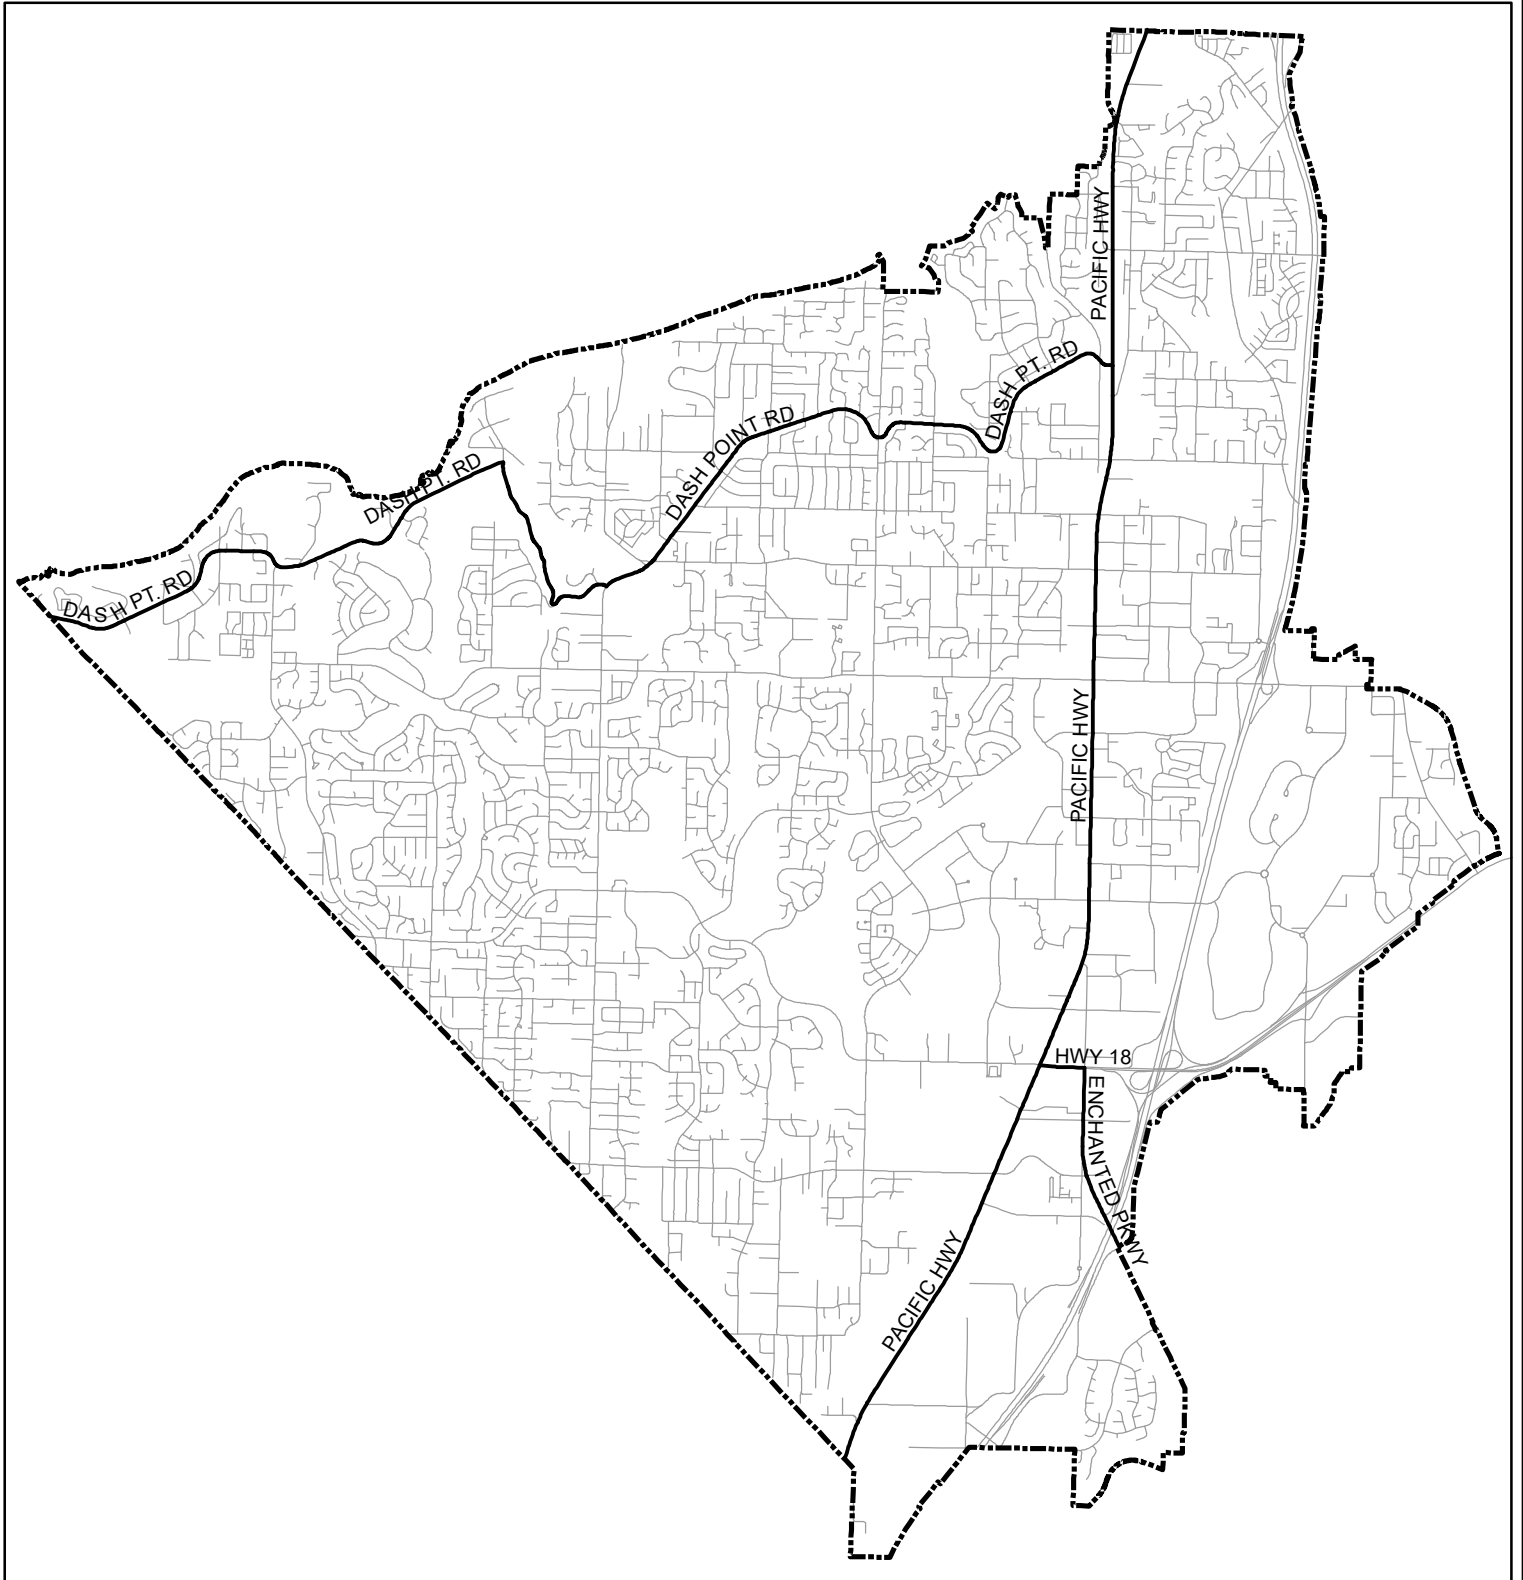 PACIFIC HWY
DASH PT. RD
DASH POINT RD
DASH PT. RD
DASH PT. RD
PACIFIC HWY
HWY 18
ENCHANTED PKWY
PACIFIC HWY